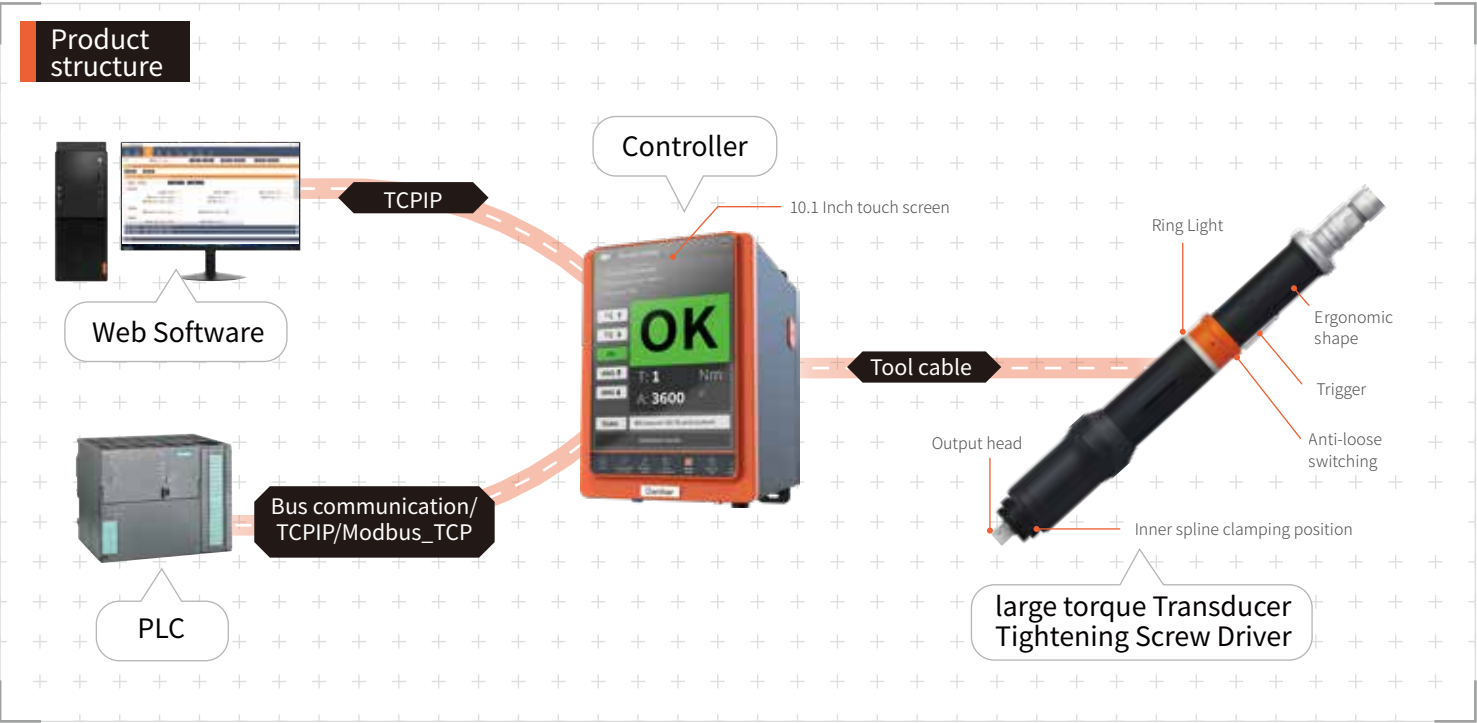 Product
structure
Controller
TCPIP
10.1 Inch touch screen
Ring Light
Web Software
OK
T: 1 Nm
A: 3600 °
Ergonomic
shape
Tool cable
Trigger
Output head
Anti-loose
switching
Bus communication/
TCPIP/Modbus_TCP
Inner spline clamping position
PLC
large torque Transducer
Tightening Screw Driver